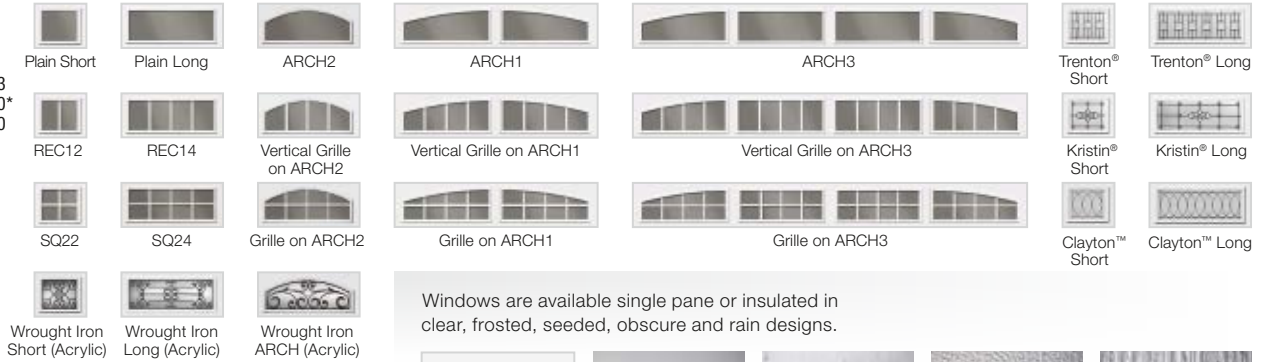 Plain Short
Plain Long
ARCH2
ARCH1
ARCH3
Trenton®
Short
Trenton® Long
REC12
REC14
Vertical Grille
on ARCH2
Vertical Grille on ARCH1
Vertical Grille on ARCH3
Kristin®
Short
Kristin® Long
SQ22
SQ24
Grille on ARCH2
Grille on ARCH1
Grille on ARCH3
Clayton™
Short
Clayton™ Long
Wrought Iron
Short (Acrylic)
Wrought Iron
Long (Acrylic)
Wrought Iron
ARCH (Acrylic)
Windows are available single pane or insulated in
clear, frosted, seeded, obscure and rain designs.